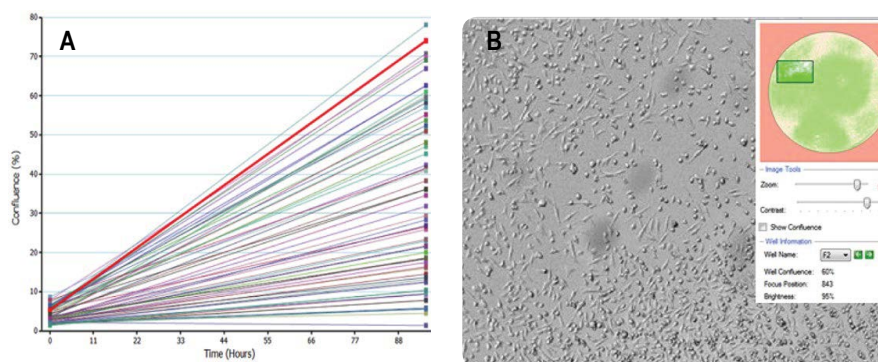 A
80
70
60
50
40
30
20
10
0
Confluence (%)
0 11 22 33 44 55 66 77 88
Time (Hours)
B
Image Tools
Zoom:
Contrast:
Show Confluence
Well Information
Well Name: F2
Well Confluence: 60%
Focus Position: 843
Brightness: 95%